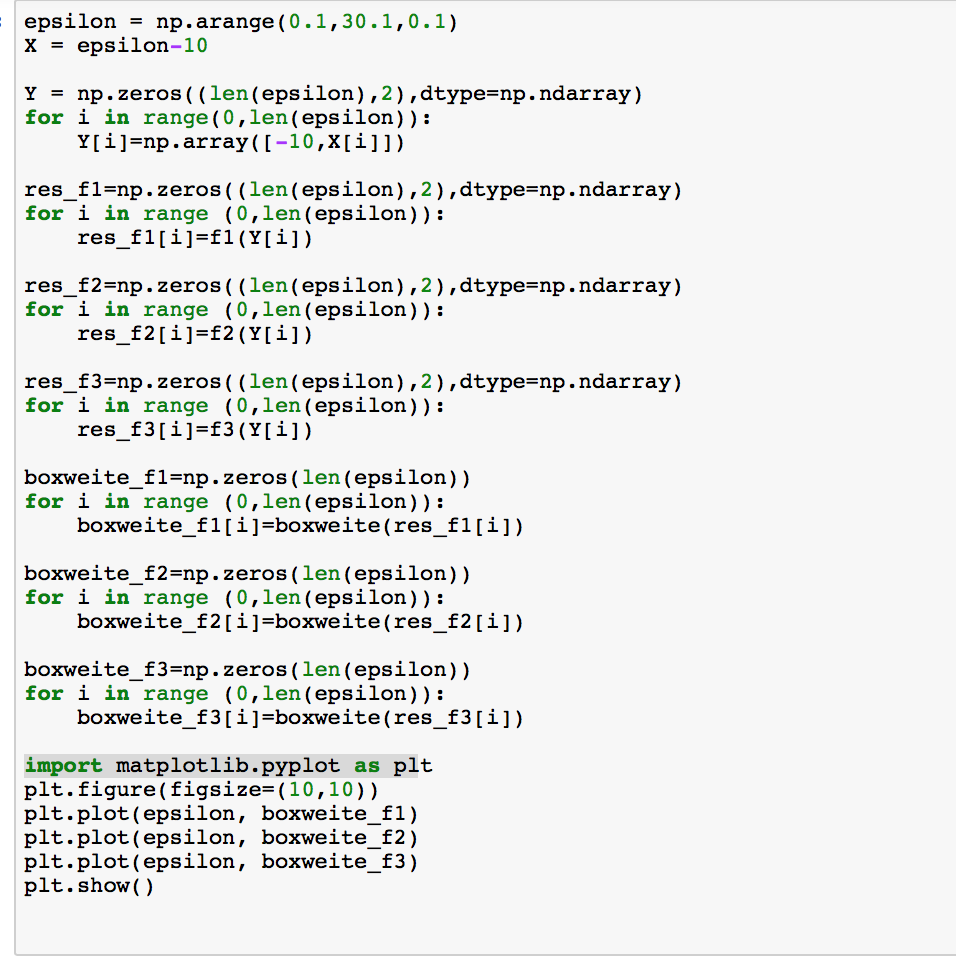 epsilon = np.arange(0.1,30.1,0.1)
X = epsilon-10
Y = np.zeros((len(epsilon),2),dtype=np.ndarray)
for i in range(0,len(epsilon)):
    Y[i]=np.array([-10,X[i]])
res_f1=np.zeros((len(epsilon),2),dtype=np.ndarray)
for i in range (0,len(epsilon)):
    res_f1[i]=f1(Y[i])
res_f2=np.zeros((len(epsilon),2),dtype=np.ndarray)
for i in range (0,len(epsilon)):
    res_f2[i]=f2(Y[i])
res_f3=np.zeros((len(epsilon),2),dtype=np.ndarray)
for i in range (0,len(epsilon)):
    res_f3[i]=f3(Y[i])
boxweite_f1=np.zeros(len(epsilon))
for i in range (0,len(epsilon)):
    boxweite_f1[i]=boxweite(res_f1[i])
boxweite_f2=np.zeros(len(epsilon))
for i in range (0,len(epsilon)):
    boxweite_f2[i]=boxweite(res_f2[i])
boxweite_f3=np.zeros(len(epsilon))
for i in range (0,len(epsilon)):
    boxweite_f3[i]=boxweite(res_f3[i])
import matplotlib.pyplot as plt
plt.figure(figsize=(10,10))
plt.plot(epsilon, boxweite_f1)
plt.plot(epsilon, boxweite_f2)
plt.plot(epsilon, boxweite_f3)
plt.show()